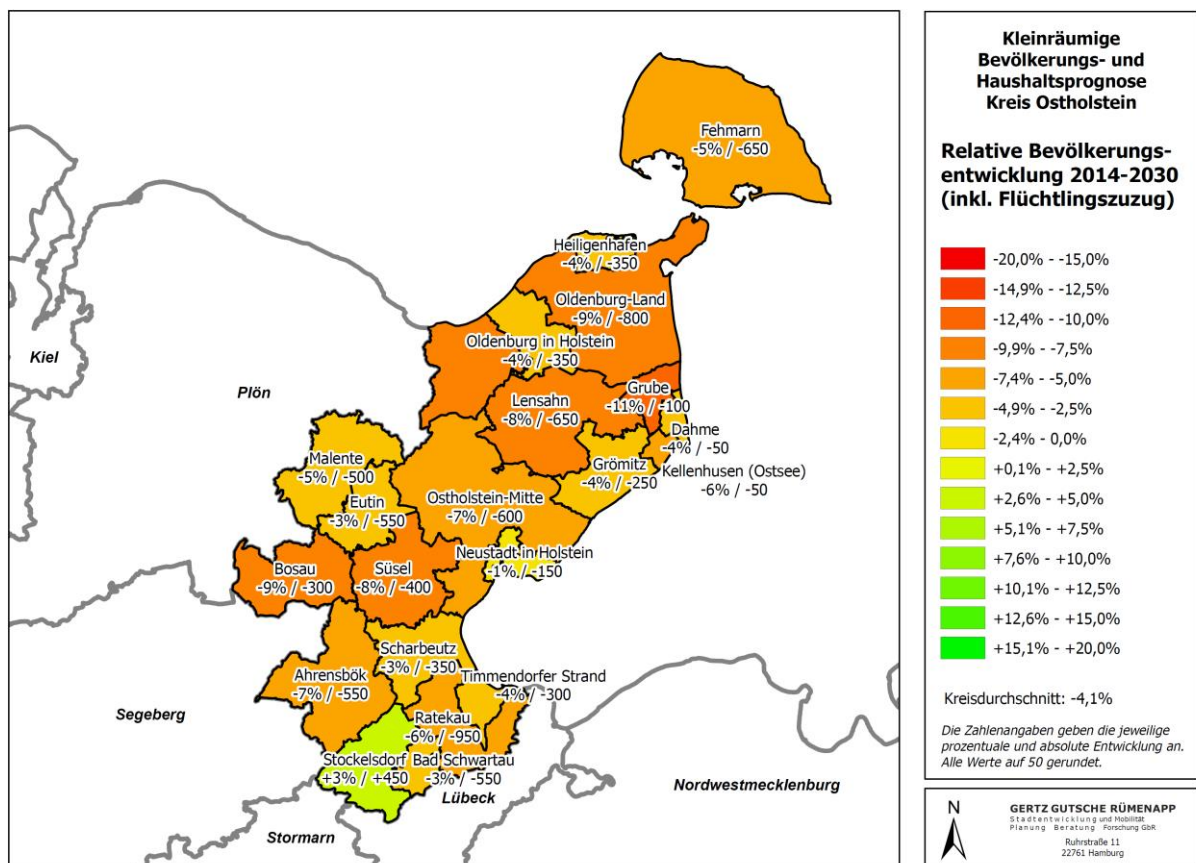 Fehmarn
-5% / -650
Heiligenhafen
-4% / -350
Oldenburg-Land
-9% / -800
Oldenburg in Holstein
-4% / -350
Kiel
Plön
Grube
-11% / -100
Lensahn
-8% / -650
Dahme
-4% / -50
Malente
-5% / -500
Grömitz
-4% / -250
Kellenhusen (Ostsee)
-6% / -50
Eutin
-3% / -550
Ostholstein-Mitte
-7% / -600
Neustadt in Holstein
-1% / -150
Bosau
-9% / -300
Süsel
-8% / -400
Scharbeutz
-3% / -350
Ahrensbök
-7% / -550
Timmendorfer Strand
-4% / -300
Segeberg
Ratekau
-6% / -950
Stockelsdorf
+3% / +450
Bad Schwartau
-3% / -550
Nordwestmecklenburg
Lübeck
Stormarn
Kleinräumige
Bevölkerungs- und
Haushaltsprognose
Kreis Ostholstein
Relative Bevölkerungs-
entwicklung 2014-2030
(inkl. Flüchtlingszuzug)
-20,0% - -15,0%
-14,9% - -12,5%
-12,4% - -10,0%
-9,9% - -7,5%
-7,4% - -5,0%
-4,9% - -2,5%
-2,4% - 0,0%
+0,1% - +2,5%
+2,6% - +5,0%
+5,1% - +7,5%
+7,6% - +10,0%
+10,1% - +12,5%
+12,6% - +15,0%
+15,1% - +20,0%
Kreisdurchschnitt: -4,1%
Die Zahlenangaben geben die jeweilige
prozentuale und absolute Entwicklung an.
Alle Werte auf 50 gerundet.
N
GERTZ GUTSCHE RÜMENAPP
Stadtentwicklung und Mobilität
Planung Beratung Forschung GbR
Ruhrstraße 11
22761 Hamburg